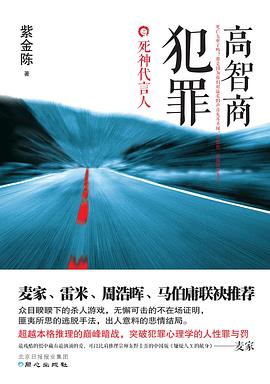 高智商
犯罪
死神代言人
紫金陈 著
麦家、雷米、周浩晖、马伯庸联袂推荐
众目睽睽下的杀人游戏，无懈可击的不在场证明，
匪夷所思的逃脱手法，出人意料的悲情结局。
超越本格推理的巅峰暗战，突破犯罪心理学的人性罪与罚
——麦家
北京日报报业集团
同心出版社